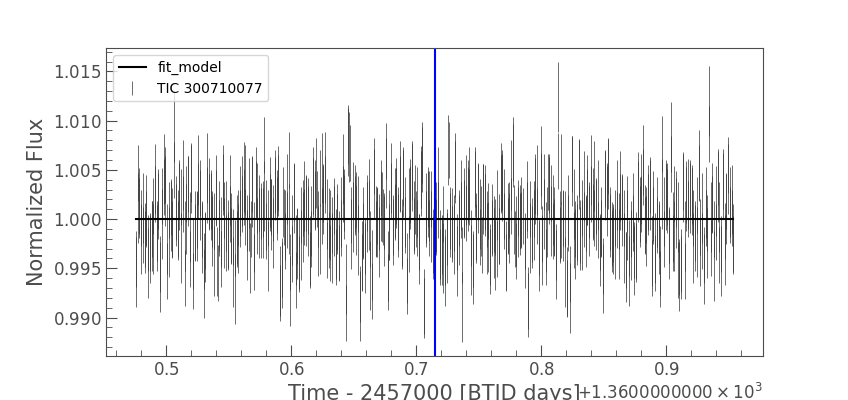 fit_model
TIC 300710077
1.015
1.010
1.005
1.000
0.995
0.990
Normalized Flux
0.5 0.6 0.7 0.8 0.9
Time - 2457000 [BTJD days]
+1.3600000000 × 10³